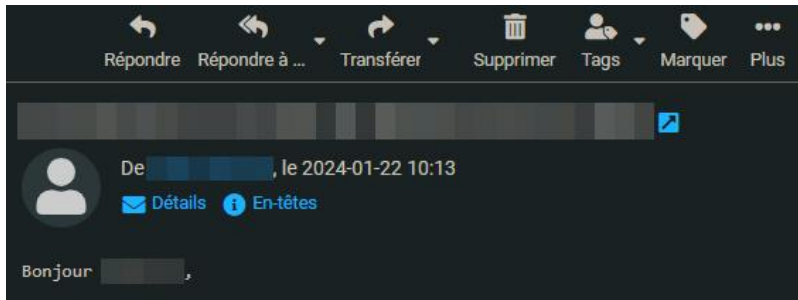 Répondre Répondre à ... Transférer Supprimer Tags Marquer Plus
De , le 2024-01-22 10:13
Détails En-têtes
Bonjour ,